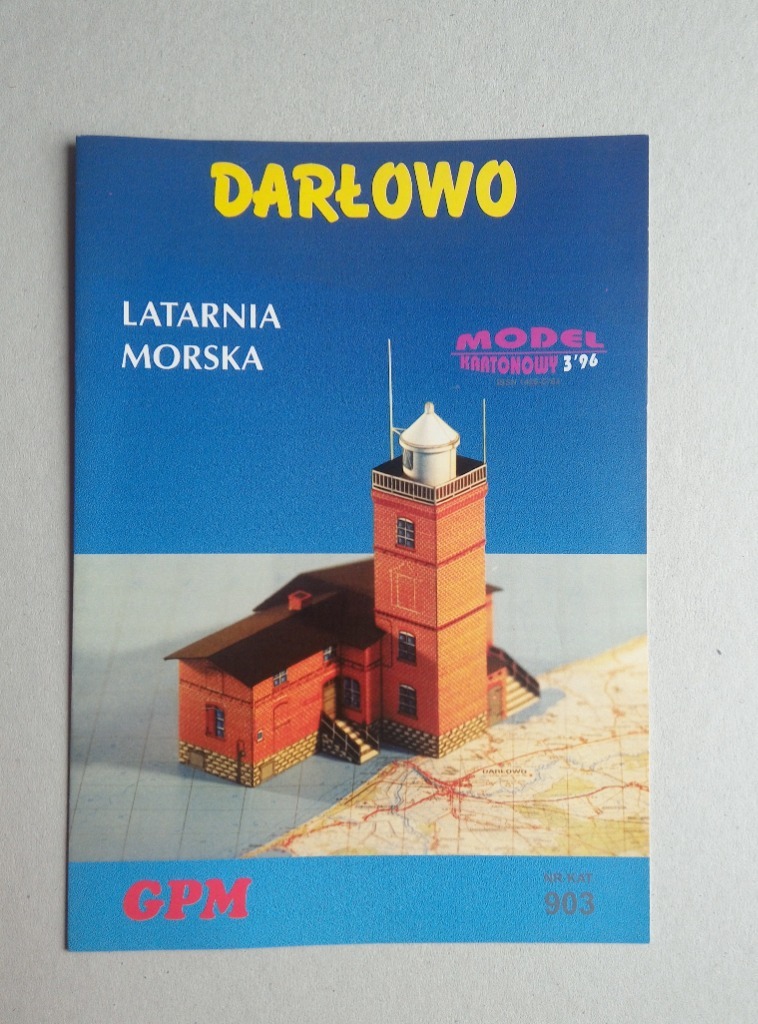 DARŁOWO
LATARNIA
MORSKA
MODEL
KARTONOWY 3'96
DARŁOWO
GPM
NR KAT
903